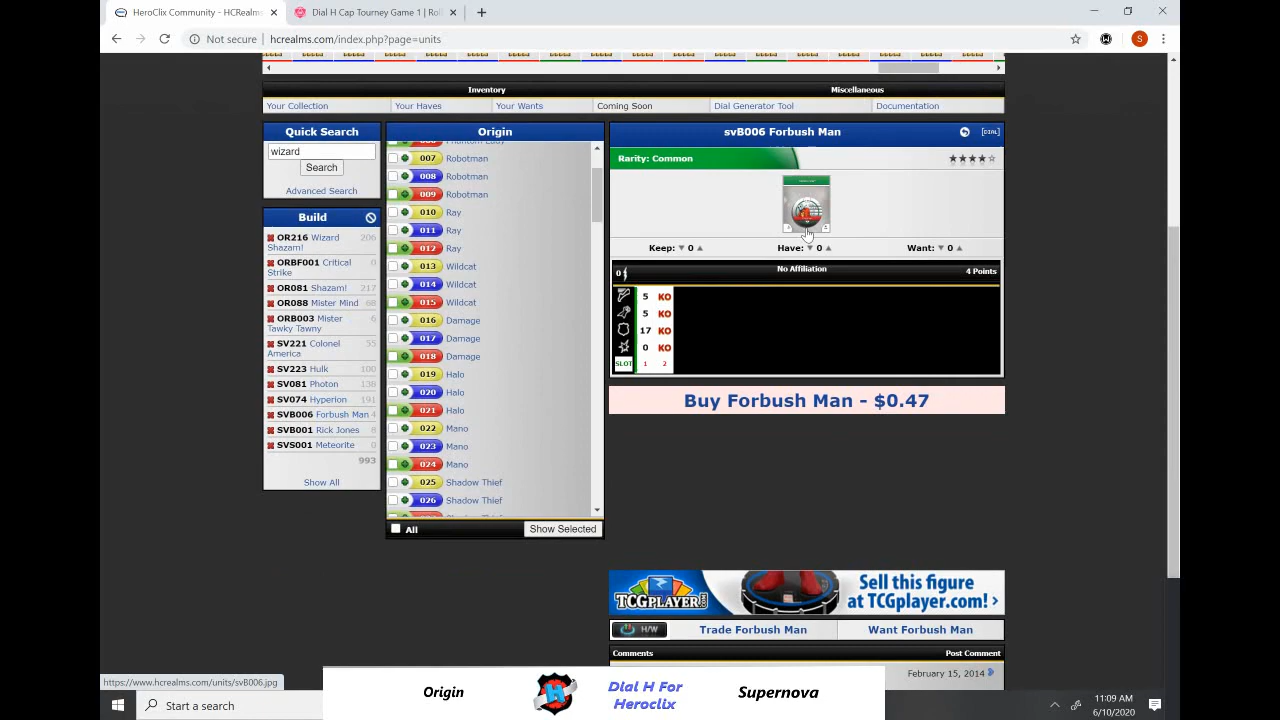 HeroClix Community - HCRealms
Dial H Cap Tourney Game 1 | Rol
Not secure | hcrealms.com/index.php?page=units
S
Inventory
Miscellaneous
Your Collection
Your Haves
Your Wants
Coming Soon
Dial Generator Tool
Documentation
Quick Search
wizard
Search
Advanced Search
Build
OR216 Wizard 206
Shazam!
ORBF001 Critical 0
Strike
OR081 Shazam! 217
OR088 Mister Mind 68
ORB003 Mister 6
Tawky Tawny
SV221 Colonel 55
America
SV223 Hulk 100
SV081 Photon 138
SV074 Hyperion 191
SVB006 Forbush Man 4
SVB001 Rick Jones 8
SVS001 Meteorite 0
993
Show All
Origin
007 Robotman
008 Robotman
009 Robotman
010 Ray
011 Ray
012 Ray
013 Wildcat
014 Wildcat
015 Wildcat
016 Damage
017 Damage
018 Damage
019 Halo
020 Halo
021 Halo
022 Mano
023 Mano
024 Mano
025 Shadow Thief
026 Shadow Thief
All
Show Selected
svB006 Forbush Man
[DIAL]
Rarity: Common
Keep: 0
Have: 0
Want: 0
0
No Affiliation
4 Points
5 KO
5 KO
17 KO
0 KO
SLOT 1 2
Buy Forbush Man - $0.47
TCGPLAYER
Sell this figure
at TCGplayer.com!
H/W
Trade Forbush Man
Want Forbush Man
Comments
Post Comment
February 15, 2014
https://www.hcrealms.com/units/svB006.jpg
Start a search
Origin
H
Dial H For
Heroclix
Supernova
11:09 AM
6/10/2020